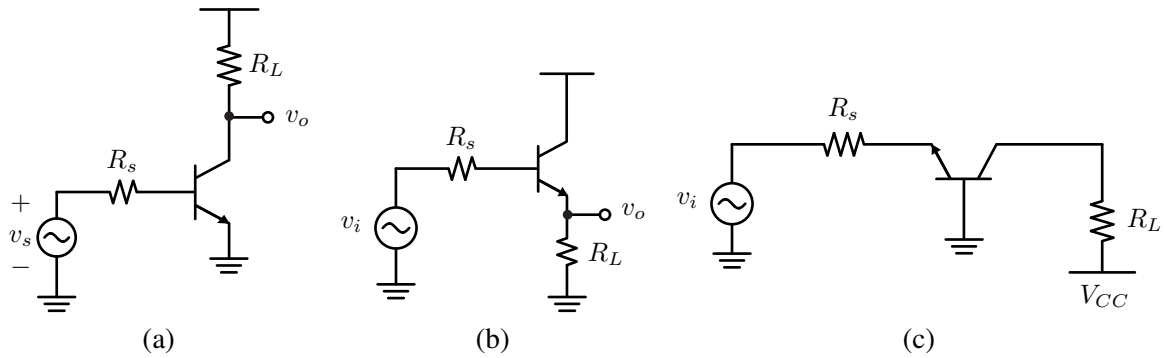 R_L
v_o
R_s
+
v_s
−
(a)
R_s
v_i
v_o
R_L
(b)
R_s
v_i
R_L
V_CC
(c)